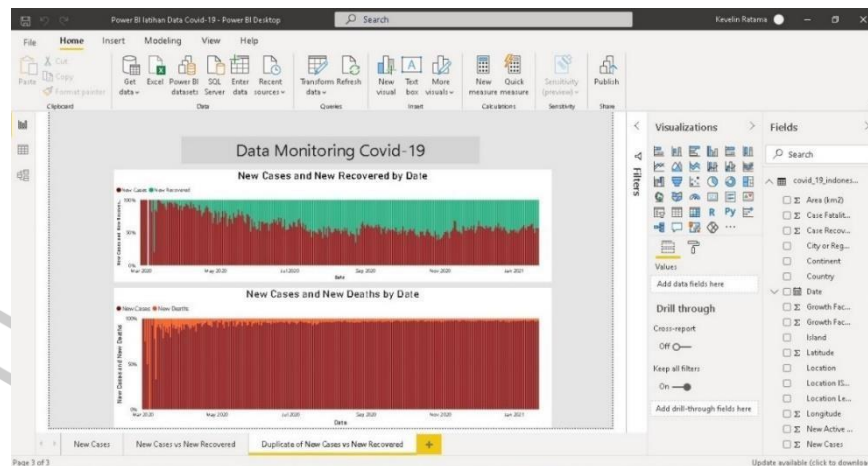 Power BI latihan Data Covid-19 - Power BI Desktop
Search
Kevelin Ratama
File Home Insert Modeling View Help
Paste
Cut
Copy
Format painter
Clipboard
Get data
Excel
Power BI datasets
SQL Server
Enter data
Recent sources
Data
Transform data
Refresh
Queries
New visual
Text box
More visuals
Insert
New measure
Quick measure
Calculations
Sensitivity (preview)
Sensitivity
Publish
Share
Data Monitoring Covid-19
New Cases and New Recovered by Date
New Cases New Recovered
New Cases and New Recove...
100%
50%
0%
Mar 2020 May 2020 Jul 2020 Sep 2020 Nov 2020 Jan 2021
Date
New Cases and New Deaths by Date
New Cases New Deaths
New Cases and New Deaths
100%
50%
0%
Mar 2020 May 2020 Jul 2020 Sep 2020 Nov 2020 Jan 2021
Date
Filters
Visualizations
R Py
Values
Add data fields here
Drill through
Cross-report
Off
Keep all filters
On
Add drill-through fields here
Fields
Search
covid_19_indones...
Area (km2)
Case Fatalit...
Case Recov...
City or Reg...
Continent
Country
Date
Growth Fac...
Growth Fac...
Island
Latitude
Location
Location IS...
Location Le...
Longitude
New Active ...
New Cases
New Cases
New Cases vs New Recovered
Duplicate of New Cases vs New Recovered
Page 3 of 3
Update available (click to download